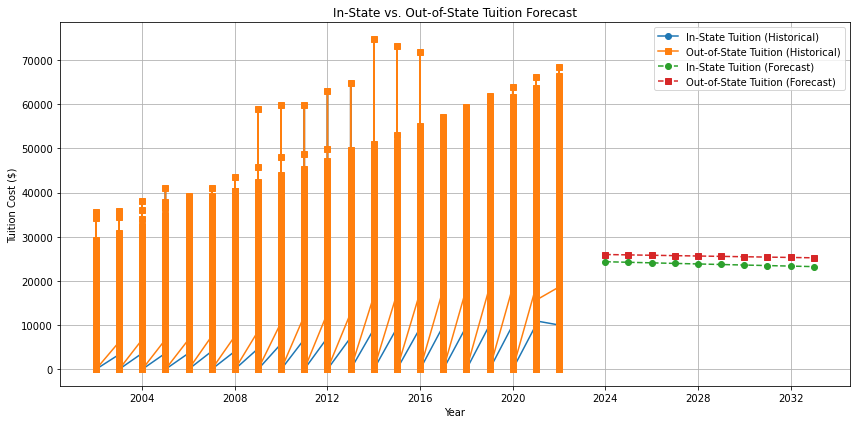 In-State vs. Out-of-State Tuition Forecast
In-State Tuition (Historical)
Out-of-State Tuition (Historical)
In-State Tuition (Forecast)
Out-of-State Tuition (Forecast)
70000
60000
50000
40000
30000
20000
10000
0
Tuition Cost ($)
2004 2008 2012 2016 2020 2024 2028 2032
Year